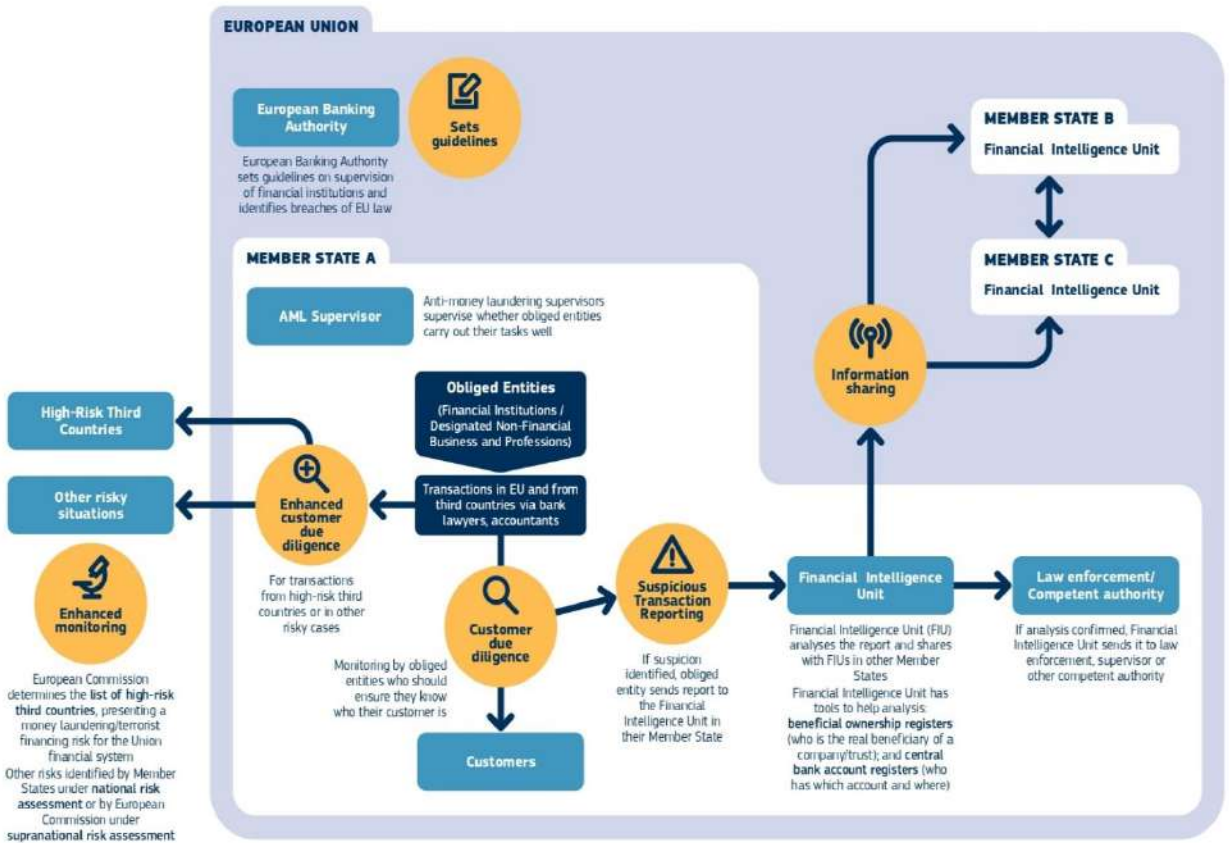 EUROPEAN UNION
European Banking
Authority
Sets
guidelines
European Banking Authority
sets guidelines on supervision
of financial institutions and
identifies breaches of EU law
MEMBER STATE B
Financial Intelligence Unit
MEMBER STATE C
Financial Intelligence Unit
Information
sharing
MEMBER STATE A
AML Supervisor
Anti-money laundering supervisors
supervise whether obliged entities
carry out their tasks well
Obliged Entities
(Financial Institutions /
Designated Non-Financial
Business and Professions)
Transactions in EU and from
third countries via bank
lawyers, accountants
High-Risk Third
Countries
Other risky
situations
Enhanced
customer
due
diligence
For transactions
from high-risk third
countries or in other
risky cases
Enhanced
monitoring
European Commission
determines the list of high-risk
third countries, presenting a
money laundering/terrorist
financing risk for the Union
financial system
Other risks identified by Member
States under national risk
assessment or by European
Commission under
supranational risk assessment
Customer
due
diligence
Monitoring by obliged
entities who should
ensure they know
who their customer is
Customers
Suspicious
Transaction
Reporting
If suspicion
identified, obliged
entity sends report to
the Financial
Intelligence Unit in
their Member State
Financial Intelligence
Unit
Financial Intelligence Unit (FIU)
analyses the report and shares
with FIUs in other Member
States
Financial Intelligence Unit has
tools to help analysis:
beneficial ownership registers
(who is the real beneficiary of a
company/trust); and central
bank account registers (who
has which account and where)
Law enforcement/
Competent authority
If analysis confirmed, Financial
Intelligence Unit sends it to law
enforcement, supervisor or
other competent authority